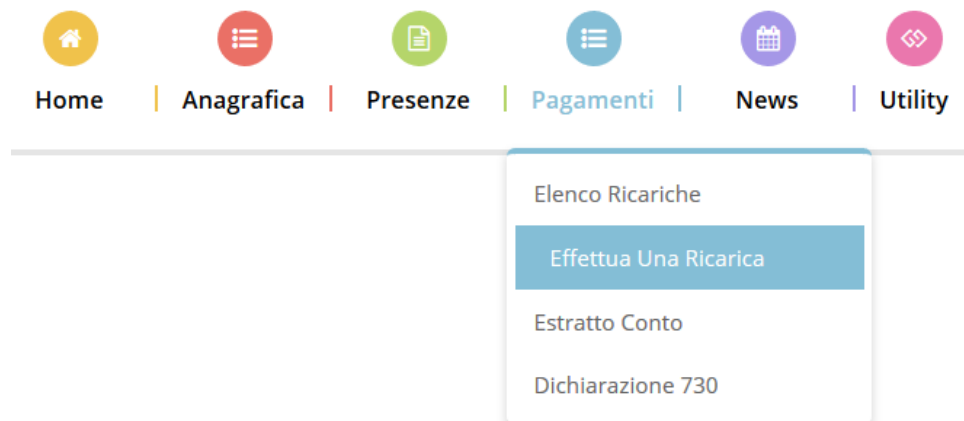 Home Anagrafica Presenze Pagamenti News Utility
Elenco Ricariche
Effettua Una Ricarica
Estratto Conto
Dichiarazione 730